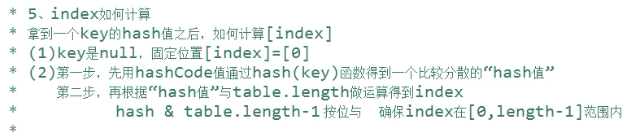 * 5、index如何计算
* 拿到一个key的hash值之后，如何计算[index]
* (1)key是null，固定位置[index]=[0]
* (2)第一步，先用hashCode值通过hash(key)函数得到一个比较分散的“hash值”
*    第二步，再根据“hash值”与table.length做运算得到index
*        hash & table.length-1 按位与  确保index在[0,length-1]范围内
*